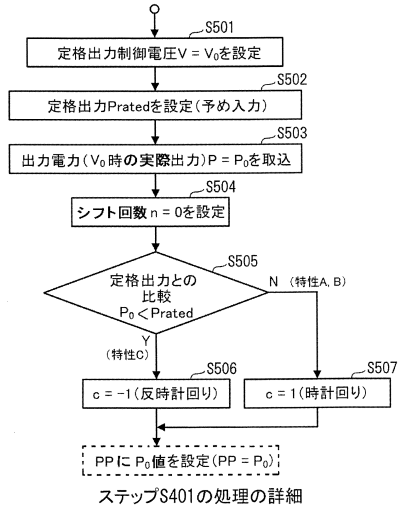 S501
定格出力制御電圧V = V₀を設定
S502
定格出力Pratedを設定(予め入力)
S503
出力電力(V₀時の実際出力)P = P₀を取込
S504
シフト回数n = 0を設定
S505
定格出力との
比較
P₀＜Prated
N (特性A, B)
Y
(特性C)
S506
c = -1(反時計回り)
S507
c = 1(時計回り)
PPにP₀値を設定(PP = P₀)
ステップS401の処理の詳細